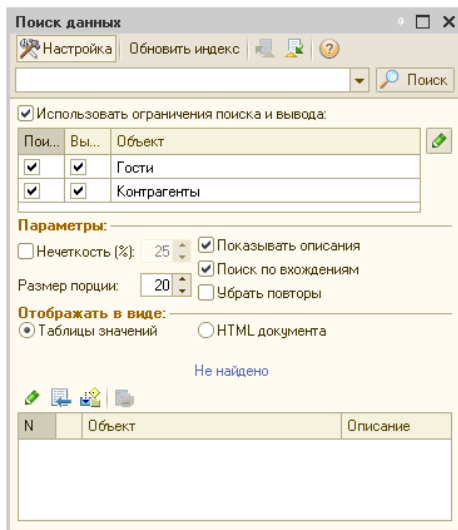 Поиск данных
Настройка Обновить индекс
Поиск
Использовать ограничения поиска и вывода:
Пои... Вы... Объект
Гости
Контрагенты
Параметры:
Нечеткость (%): 25 Показывать описания
Поиск по вхождениям
Размер порции: 20 Убрать повторы
Отображать в виде:
Таблицы значений HTML документа
Не найдено
N Объект Описание